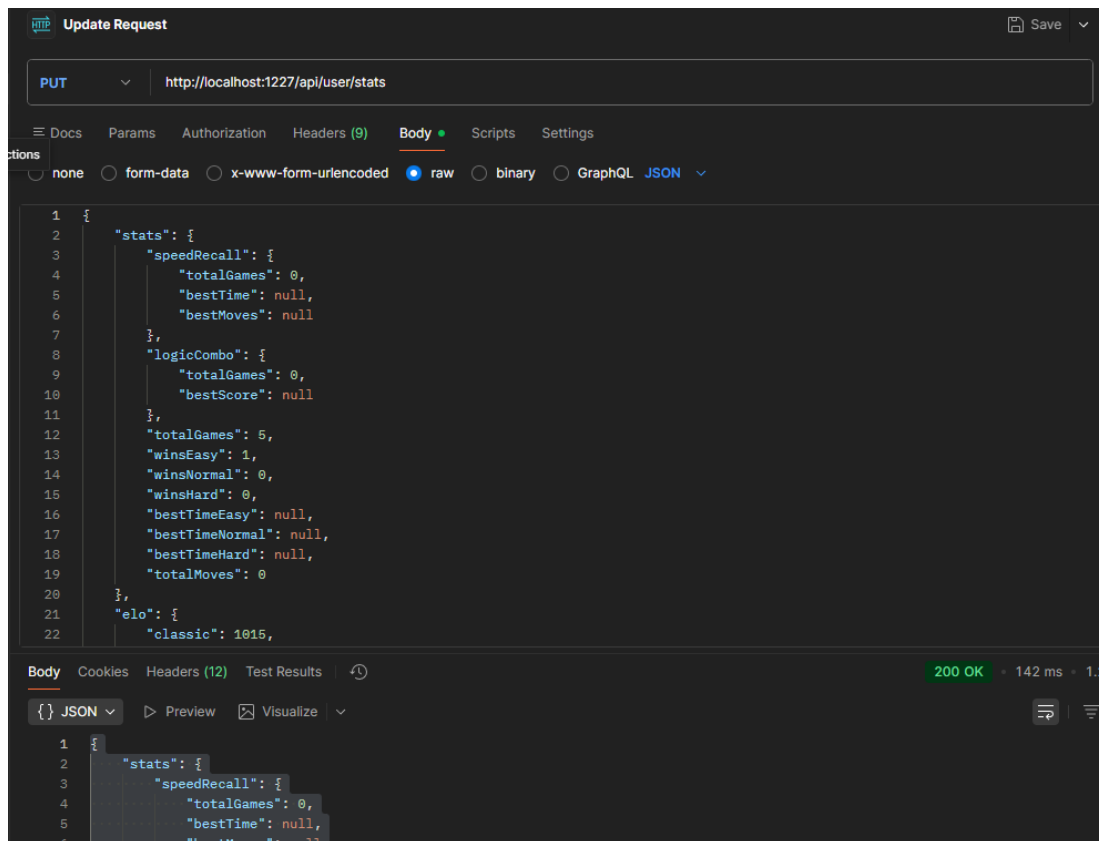 HTTP Update Request Save
PUT http://localhost:1227/api/user/stats
Docs Params Authorization Headers (9) Body Scripts Settings
ctions
none form-data x-www-form-urlencoded raw binary GraphQL JSON
1 {
2 "stats": {
3 "speedRecall": {
4 "totalGames": 0,
5 "bestTime": null,
6 "bestMoves": null
7 },
8 "logicCombo": {
9 "totalGames": 0,
10 "bestScore": null
11 },
12 "totalGames": 5,
13 "winsEasy": 1,
14 "winsNormal": 0,
15 "winsHard": 0,
16 "bestTimeEasy": null,
17 "bestTimeNormal": null,
18 "bestTimeHard": null,
19 "totalMoves": 0
20 },
21 "elo": {
22 "classic": 1015,
Body Cookies Headers (12) Test Results 200 OK 142 ms 1.
{} JSON Preview Visualize
1 {
2 "stats": {
3 "speedRecall": {
4 "totalGames": 0,
5 "bestTime": null,